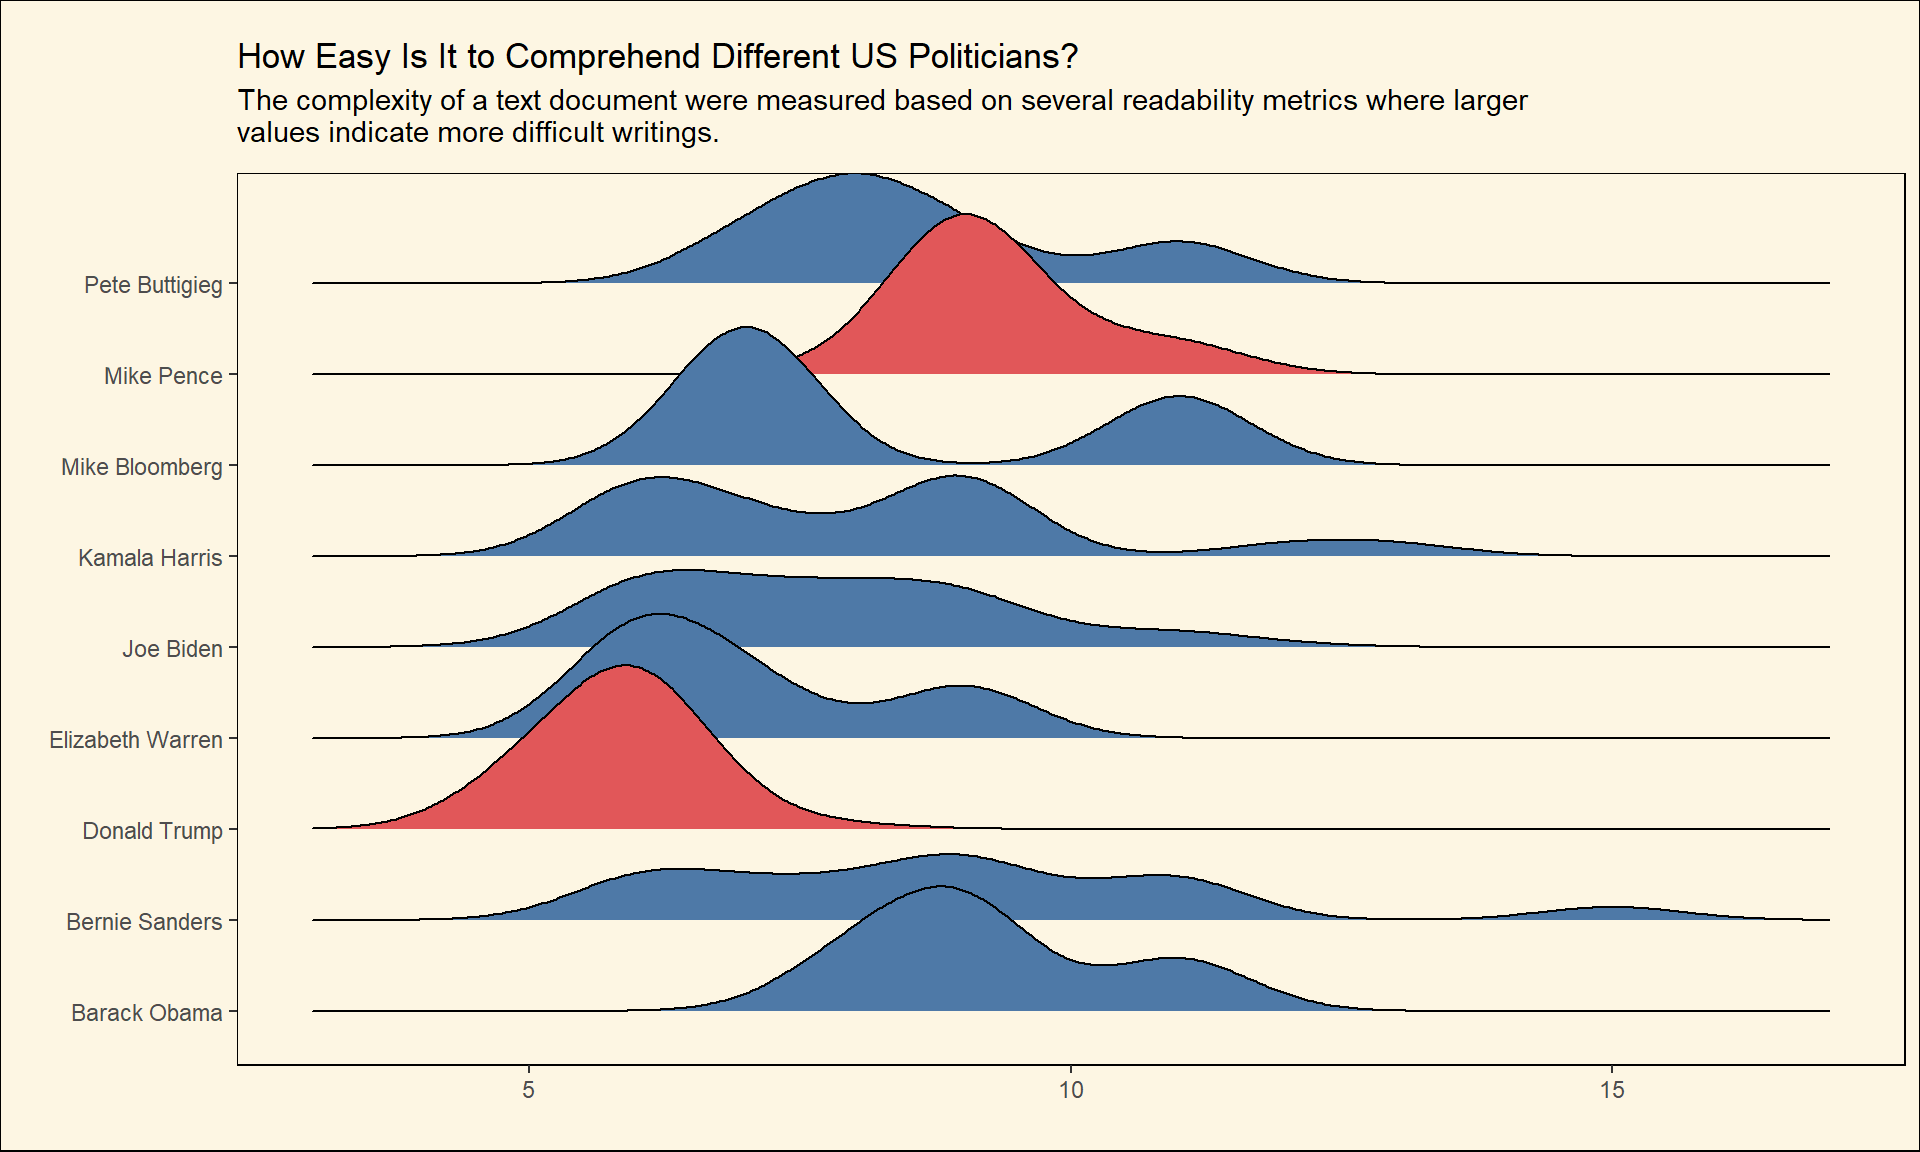 How Easy Is It to Comprehend Different US Politicians?
The complexity of a text document were measured based on several readability metrics where larger
values indicate more difficult writings.
Pete Buttigieg
Mike Pence
Mike Bloomberg
Kamala Harris
Joe Biden
Elizabeth Warren
Donald Trump
Bernie Sanders
Barack Obama
5 10 15